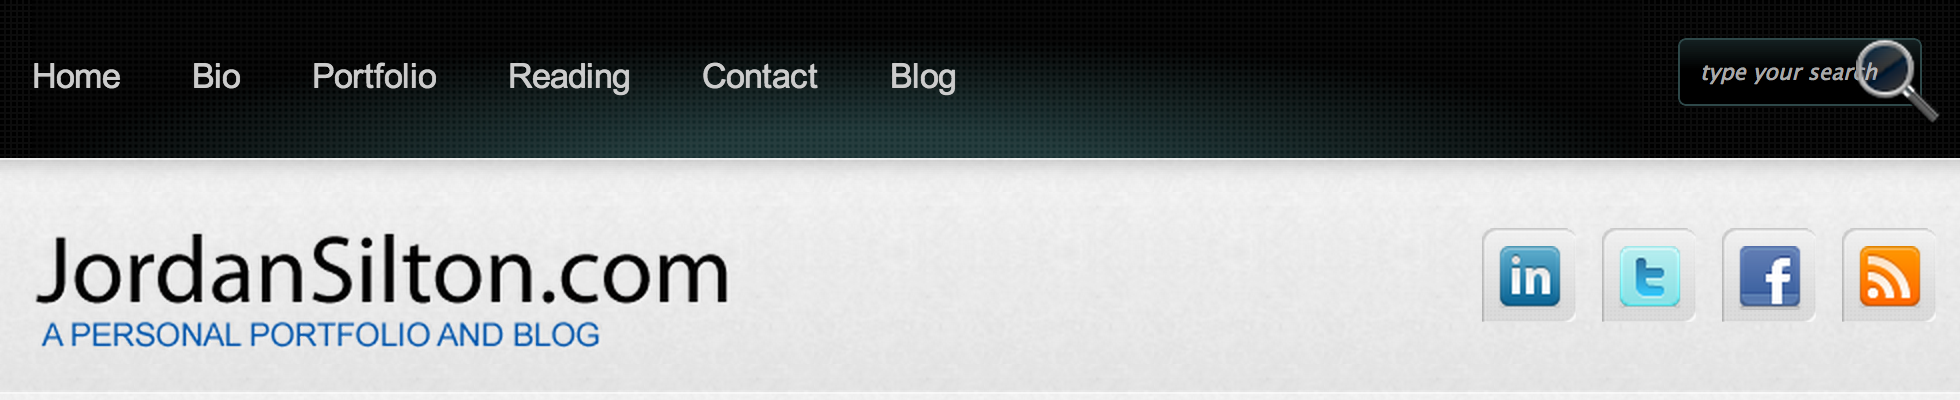 Home Bio Portfolio Reading Contact Blog type your search
JordanSilton.com
in t f
A PERSONAL PORTFOLIO AND BLOG